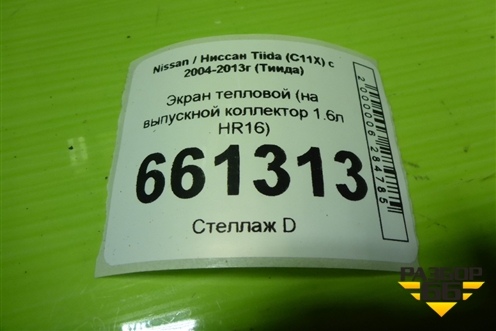 Nissan / Ниссан Tiida (C11X) с
2004-2013г (Тиида)
Экран тепловой (на
выпускной коллектор 1.6л
HR16)
661313
Стеллаж D
2000006284785
РАЗБОР
66